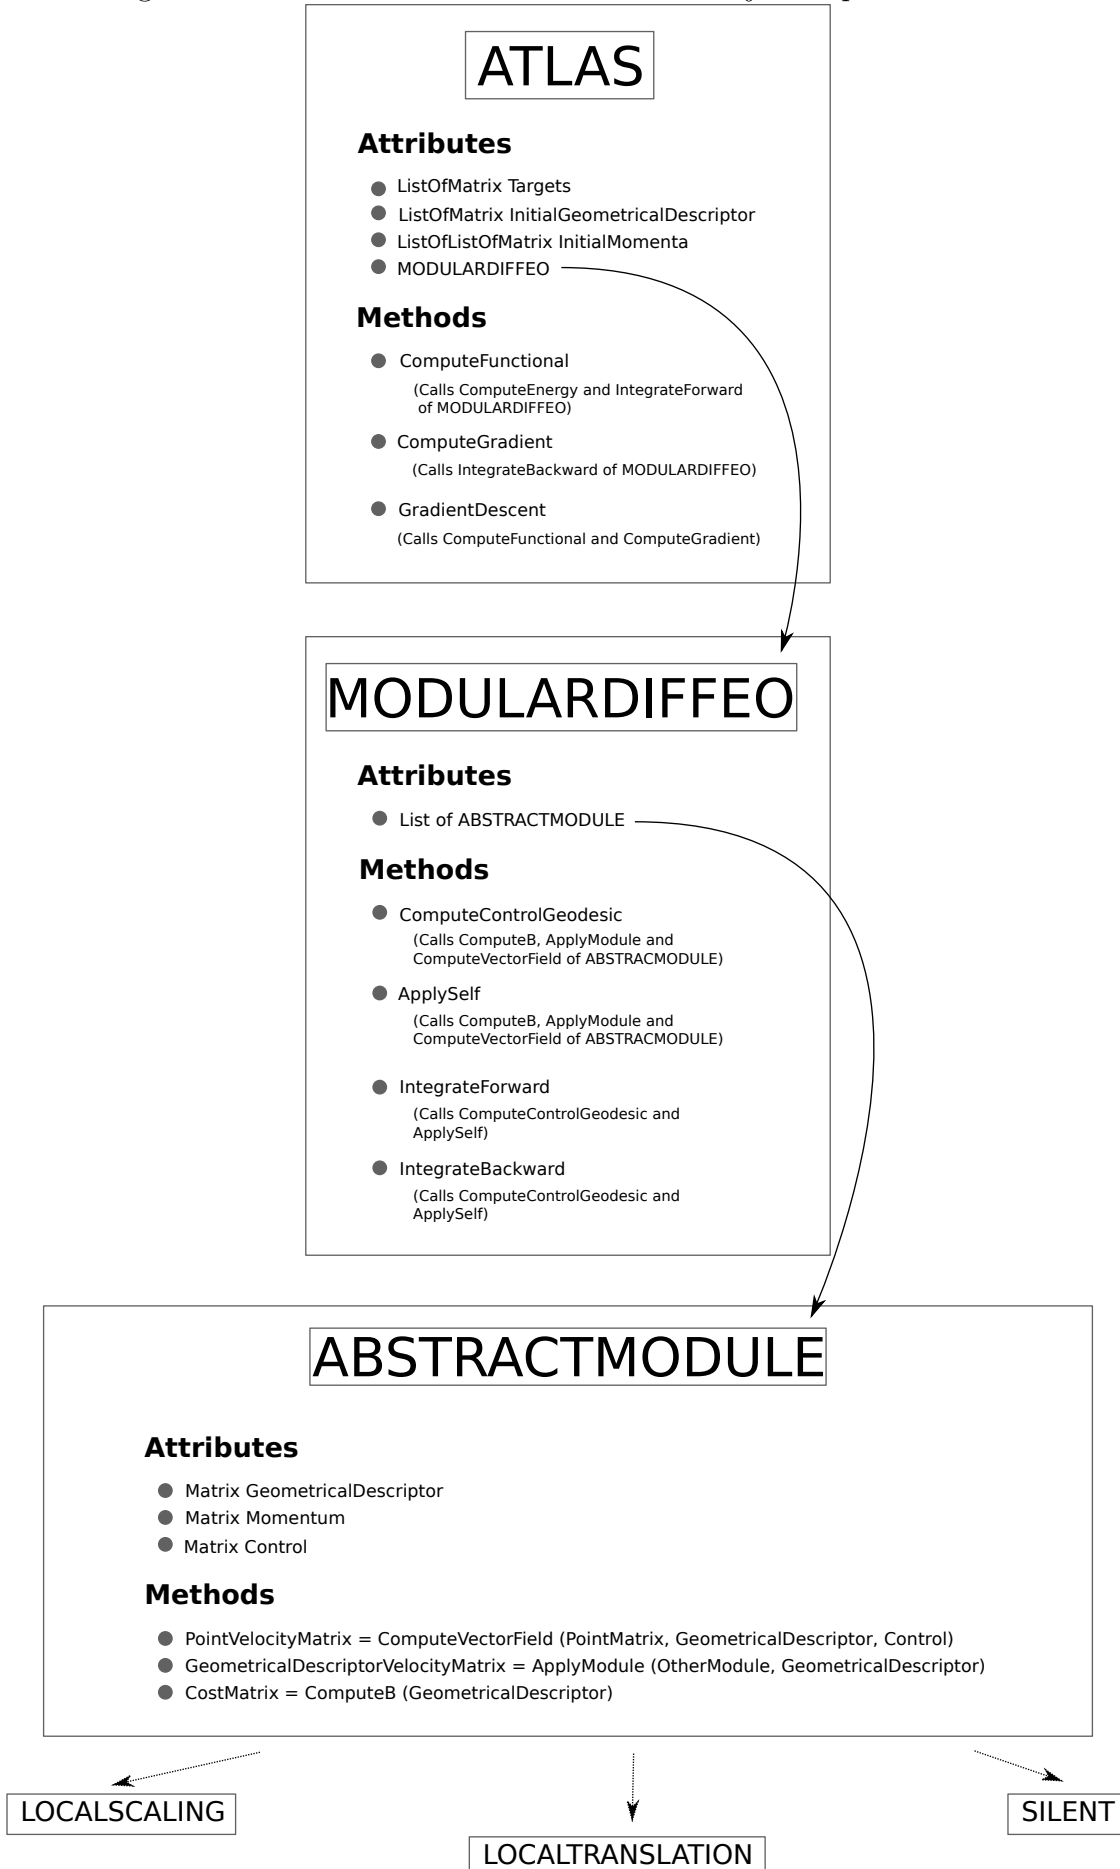 ATLAS
Attributes
ListOfMatrix Targets
ListOfMatrix InitialGeometricalDescriptor
ListOfListOfMatrix InitialMomenta
MODULARDIFFEO
Methods
ComputeFunctional
(Calls ComputeEnergy and IntegrateForward
of MODULARDIFFEO)
ComputeGradient
(Calls IntegrateBackward of MODULARDIFFEO)
GradientDescent
(Calls ComputeFunctional and ComputeGradient)
MODULARDIFFEO
Attributes
List of ABSTRACTMODULE
Methods
ComputeControlGeodesic
(Calls ComputeB, ApplyModule and
ComputeVectorField of ABSTRACMODULE)
ApplySelf
(Calls ComputeB, ApplyModule and
ComputeVectorField of ABSTRACMODULE)
IntegrateForward
(Calls ComputeControlGeodesic and
ApplySelf)
IntegrateBackward
(Calls ComputeControlGeodesic and
ApplySelf)
ABSTRACTMODULE
Attributes
Matrix GeometricalDescriptor
Matrix Momentum
Matrix Control
Methods
PointVelocityMatrix = ComputeVectorField (PointMatrix, GeometricalDescriptor, Control)
GeometricalDescriptorVelocityMatrix = ApplyModule (OtherModule, GeometricalDescriptor)
CostMatrix = ComputeB (GeometricalDescriptor)
LOCALSCALING
SILENT
LOCALTRANSLATION